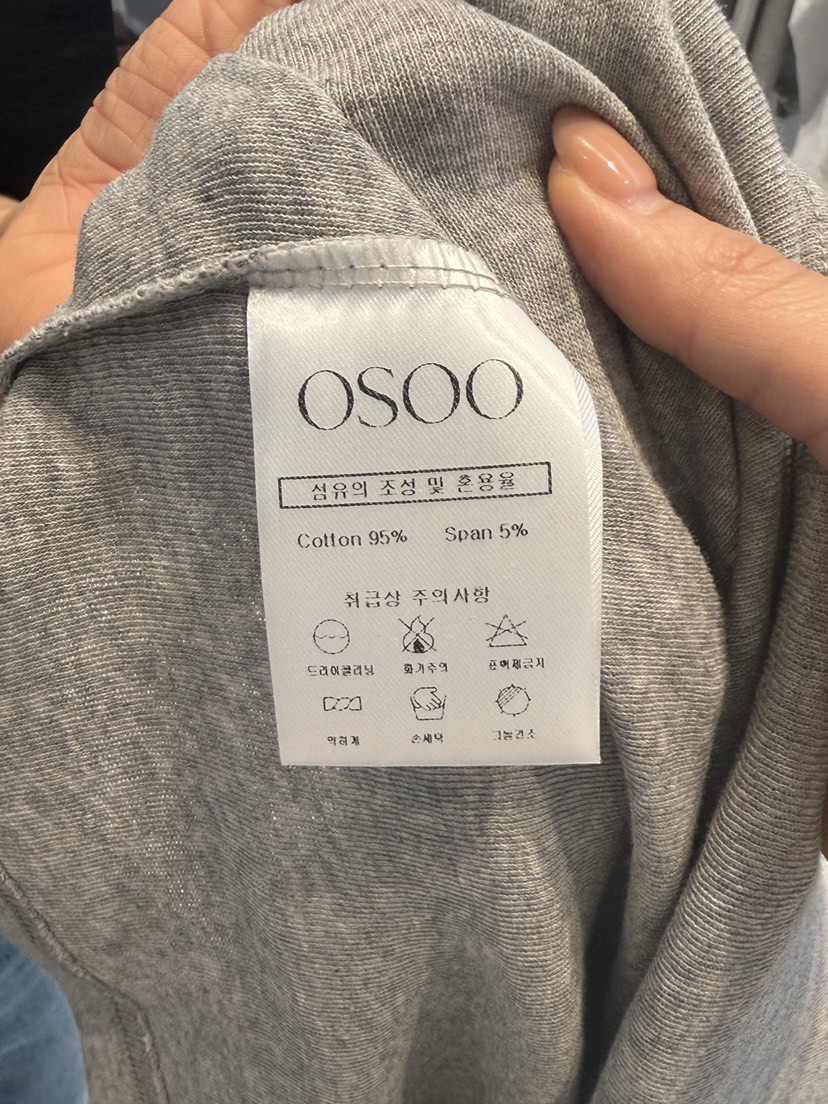 OSOO
섬유의 조성 및 혼용율
Cotton 95% Span 5%
취급상 주의사항
드라이클리닝 화기주의 표백제금지
약하게 손세탁 그늘건조